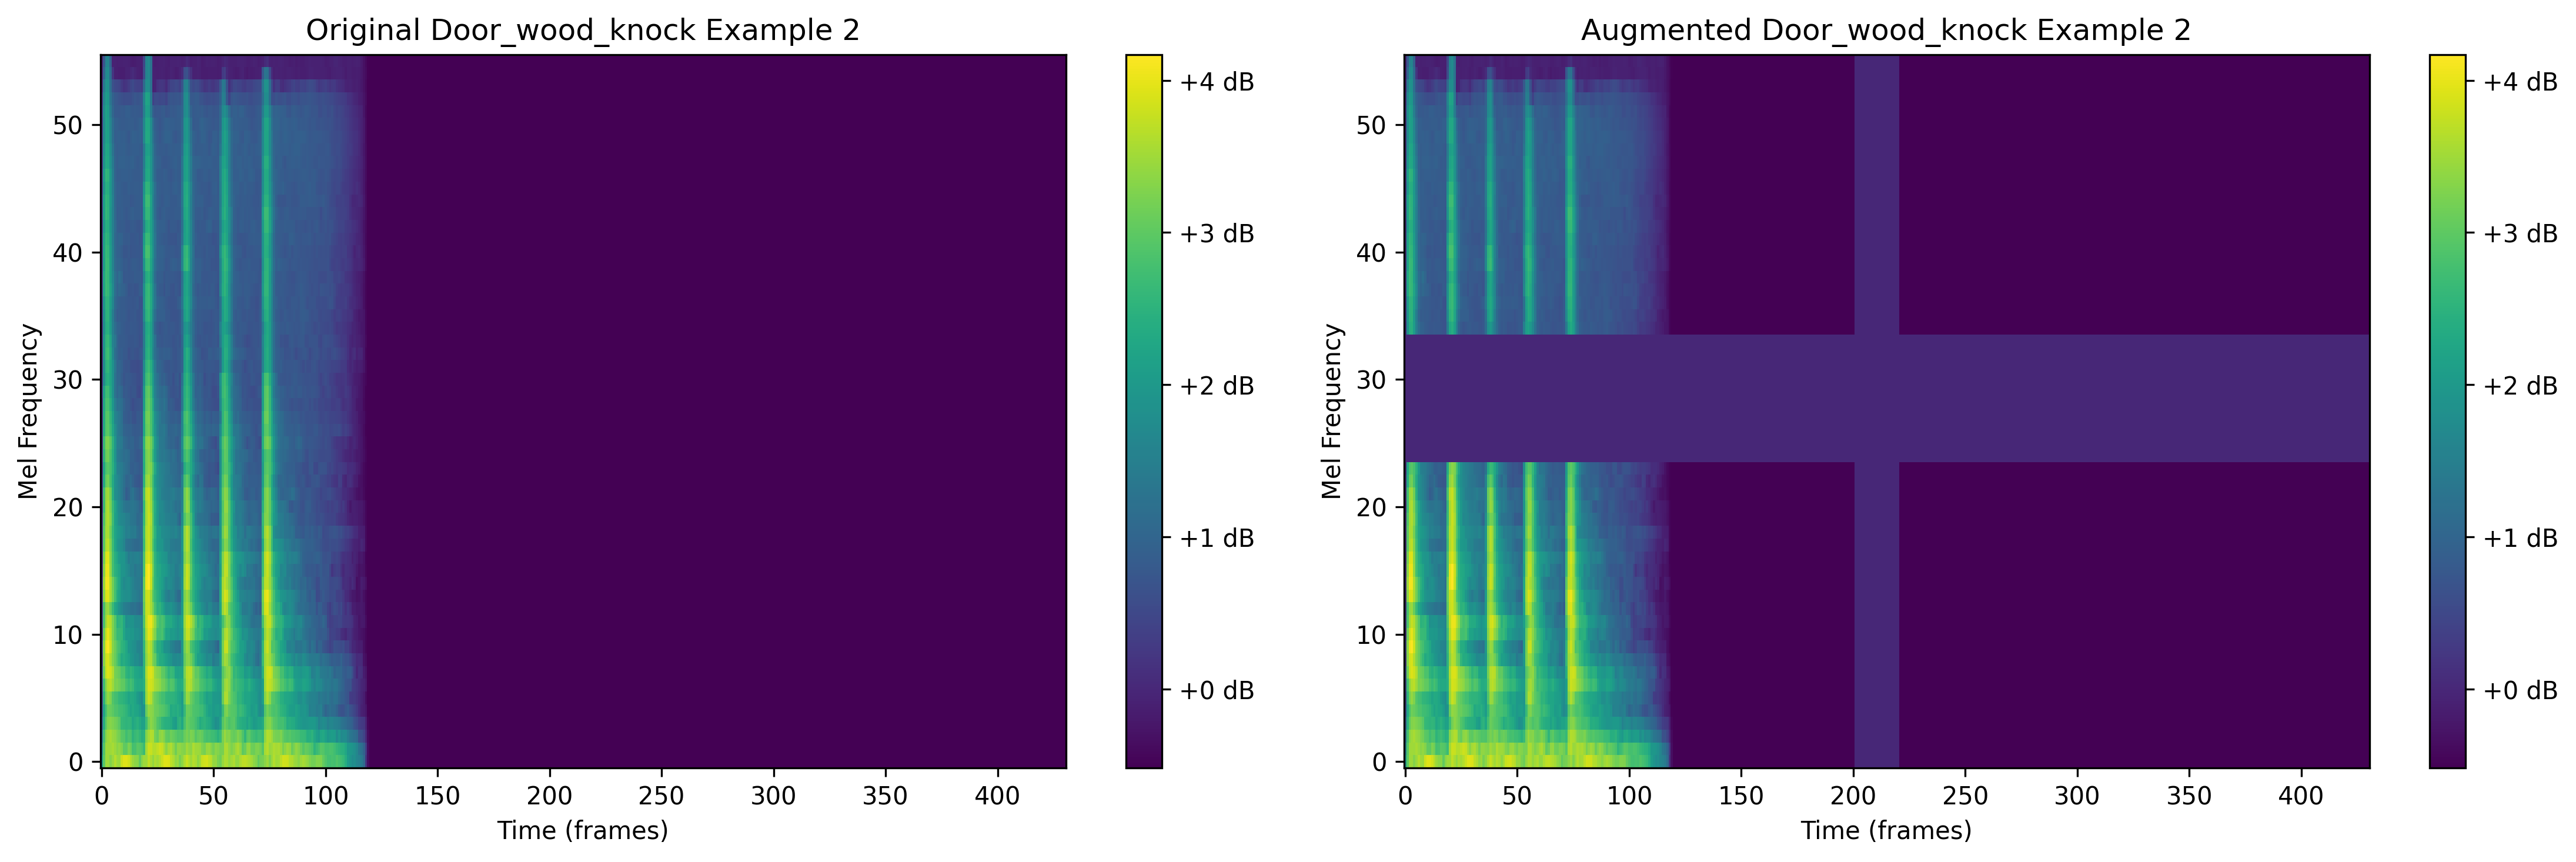 Original Door_wood_knock Example 2
Mel Frequency
50
40
30
20
10
0
0 50 100 150 200 250 300 350 400
Time (frames)
+4 dB
+3 dB
+2 dB
+1 dB
+0 dB
Augmented Door_wood_knock Example 2
Mel Frequency
50
40
30
20
10
0
0 50 100 150 200 250 300 350 400
Time (frames)
+4 dB
+3 dB
+2 dB
+1 dB
+0 dB